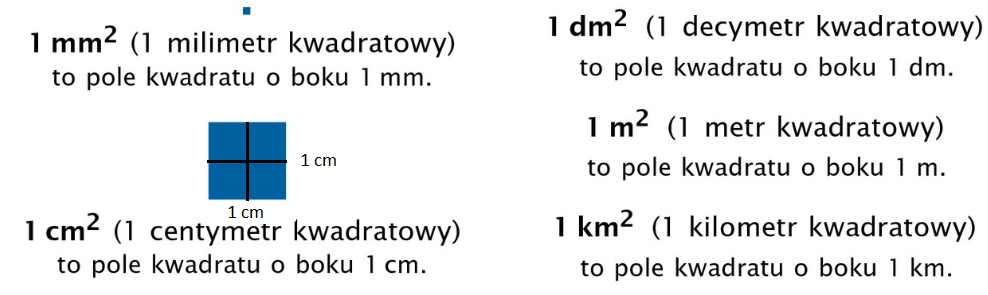 1 mm² (1 milimetr kwadratowy)
to pole kwadratu o boku 1 mm.
1 cm
1 cm
1 cm² (1 centymetr kwadratowy)
to pole kwadratu o boku 1 cm.
1 dm² (1 decymetr kwadratowy)
to pole kwadratu o boku 1 dm.
1 m² (1 metr kwadratowy)
to pole kwadratu o boku 1 m.
1 km² (1 kilometr kwadratowy)
to pole kwadratu o boku 1 km.